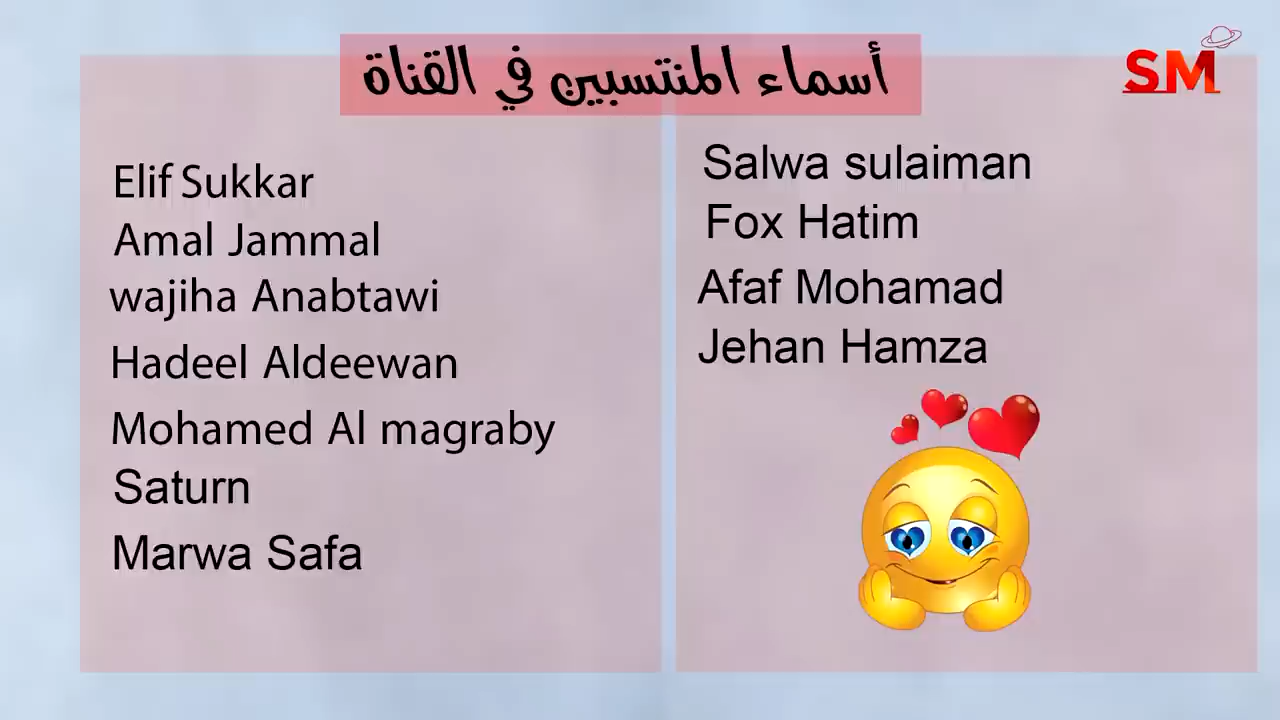 أسماء المنتسبين في القناة
SM
Elif Sukkar
Amal Jammal
wajiha Anabtawi
Hadeel Aldeewan
Mohamed Al magraby
Saturn
Marwa Safa
Salwa sulaiman
Fox Hatim
Afaf Mohamad
Jehan Hamza